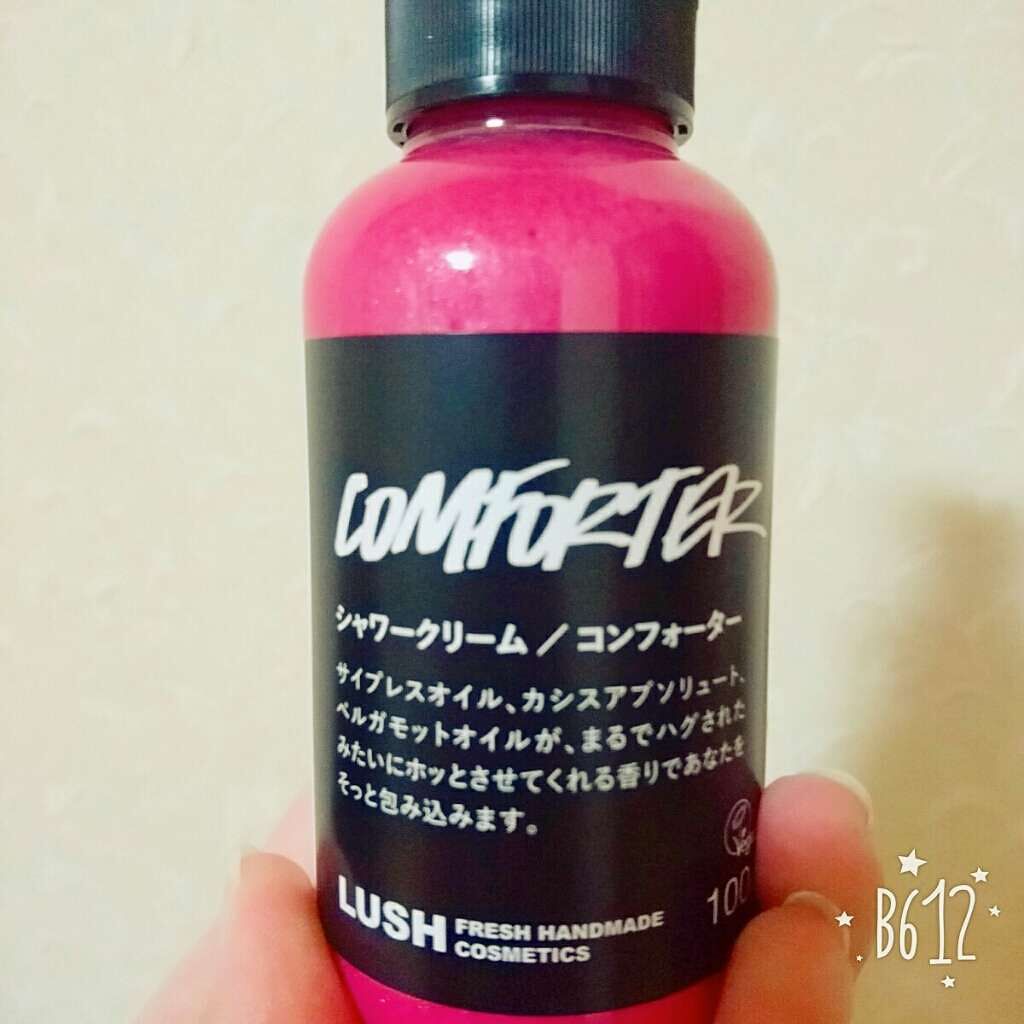 COMFORTER
シャワークリーム / コンフォーター
サイプレスオイル、カシスアブソリュート、
ベルガモットオイルが、まるでハグされた
みたいにホッとさせてくれる香りであなたを
そっと包み込みます。
LUSH FRESH HANDMADE
COSMETICS
100
B612